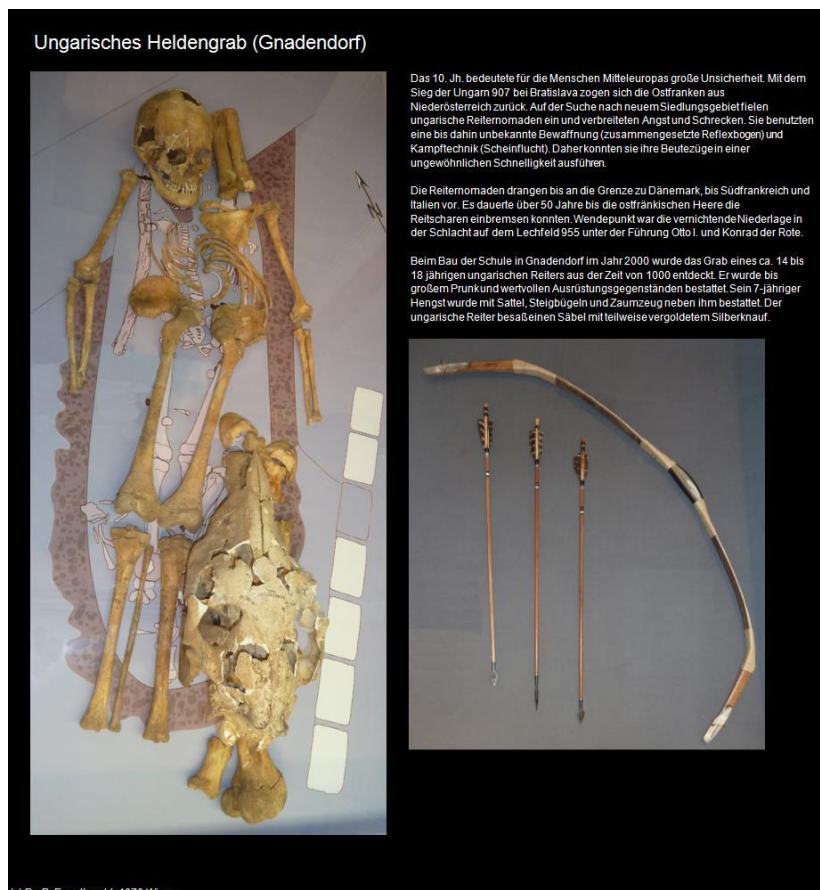 Ungarisches Heldengrab (Gnadendorf)
Das 10. Jh. bedeutete für die Menschen Mitteleuropas große Unsicherheit. Mit dem
Sieg der Ungarn 907 bei Bratislava zogen sich die Ostfranken aus
Niederösterreich zurück. Auf der Suche nach neuem Siedlungsgebiet fielen
ungarische Reiternomaden ein und verbreiteten Angst und Schrecken. Sie benutzten
eine bis dahin unbekannte Bewaffnung (zusammengesetzte Reflexbogen) und
Kampftechnik (Scheinflucht). Daher konnten sie ihre Beutezüge in einer
ungewöhnlichen Schnelligkeit ausführen.
Die Reiternomaden drangen bis an die Grenze zu Dänemark, bis Südfrankreich und
Italien vor. Es dauerte über 50 Jahre bis die ostfränkischen Heere die
Reitscharen einbremsen konnten. Wendepunkt war die vernichtende Niederlage in
der Schlacht auf dem Lechfeld 955 unter der Führung Otto I. und Konrad der Rote.
Beim Bau der Schule in Gnadendorf im Jahr 2000 wurde das Grab eines ca. 14 bis
18 jährigen ungarischen Reiters aus der Zeit von 1000 entdeckt. Er wurde bis
großem Prunk und wertvollen Ausrüstungsgegenständen bestattet. Sein 7-jähriger
Hengst wurde mit Sattel, Steigbügeln und Zaumzeug neben ihm bestattet. Der
ungarische Reiter besaß einen Säbel mit teilweise vergoldetem Silberknauf.
N